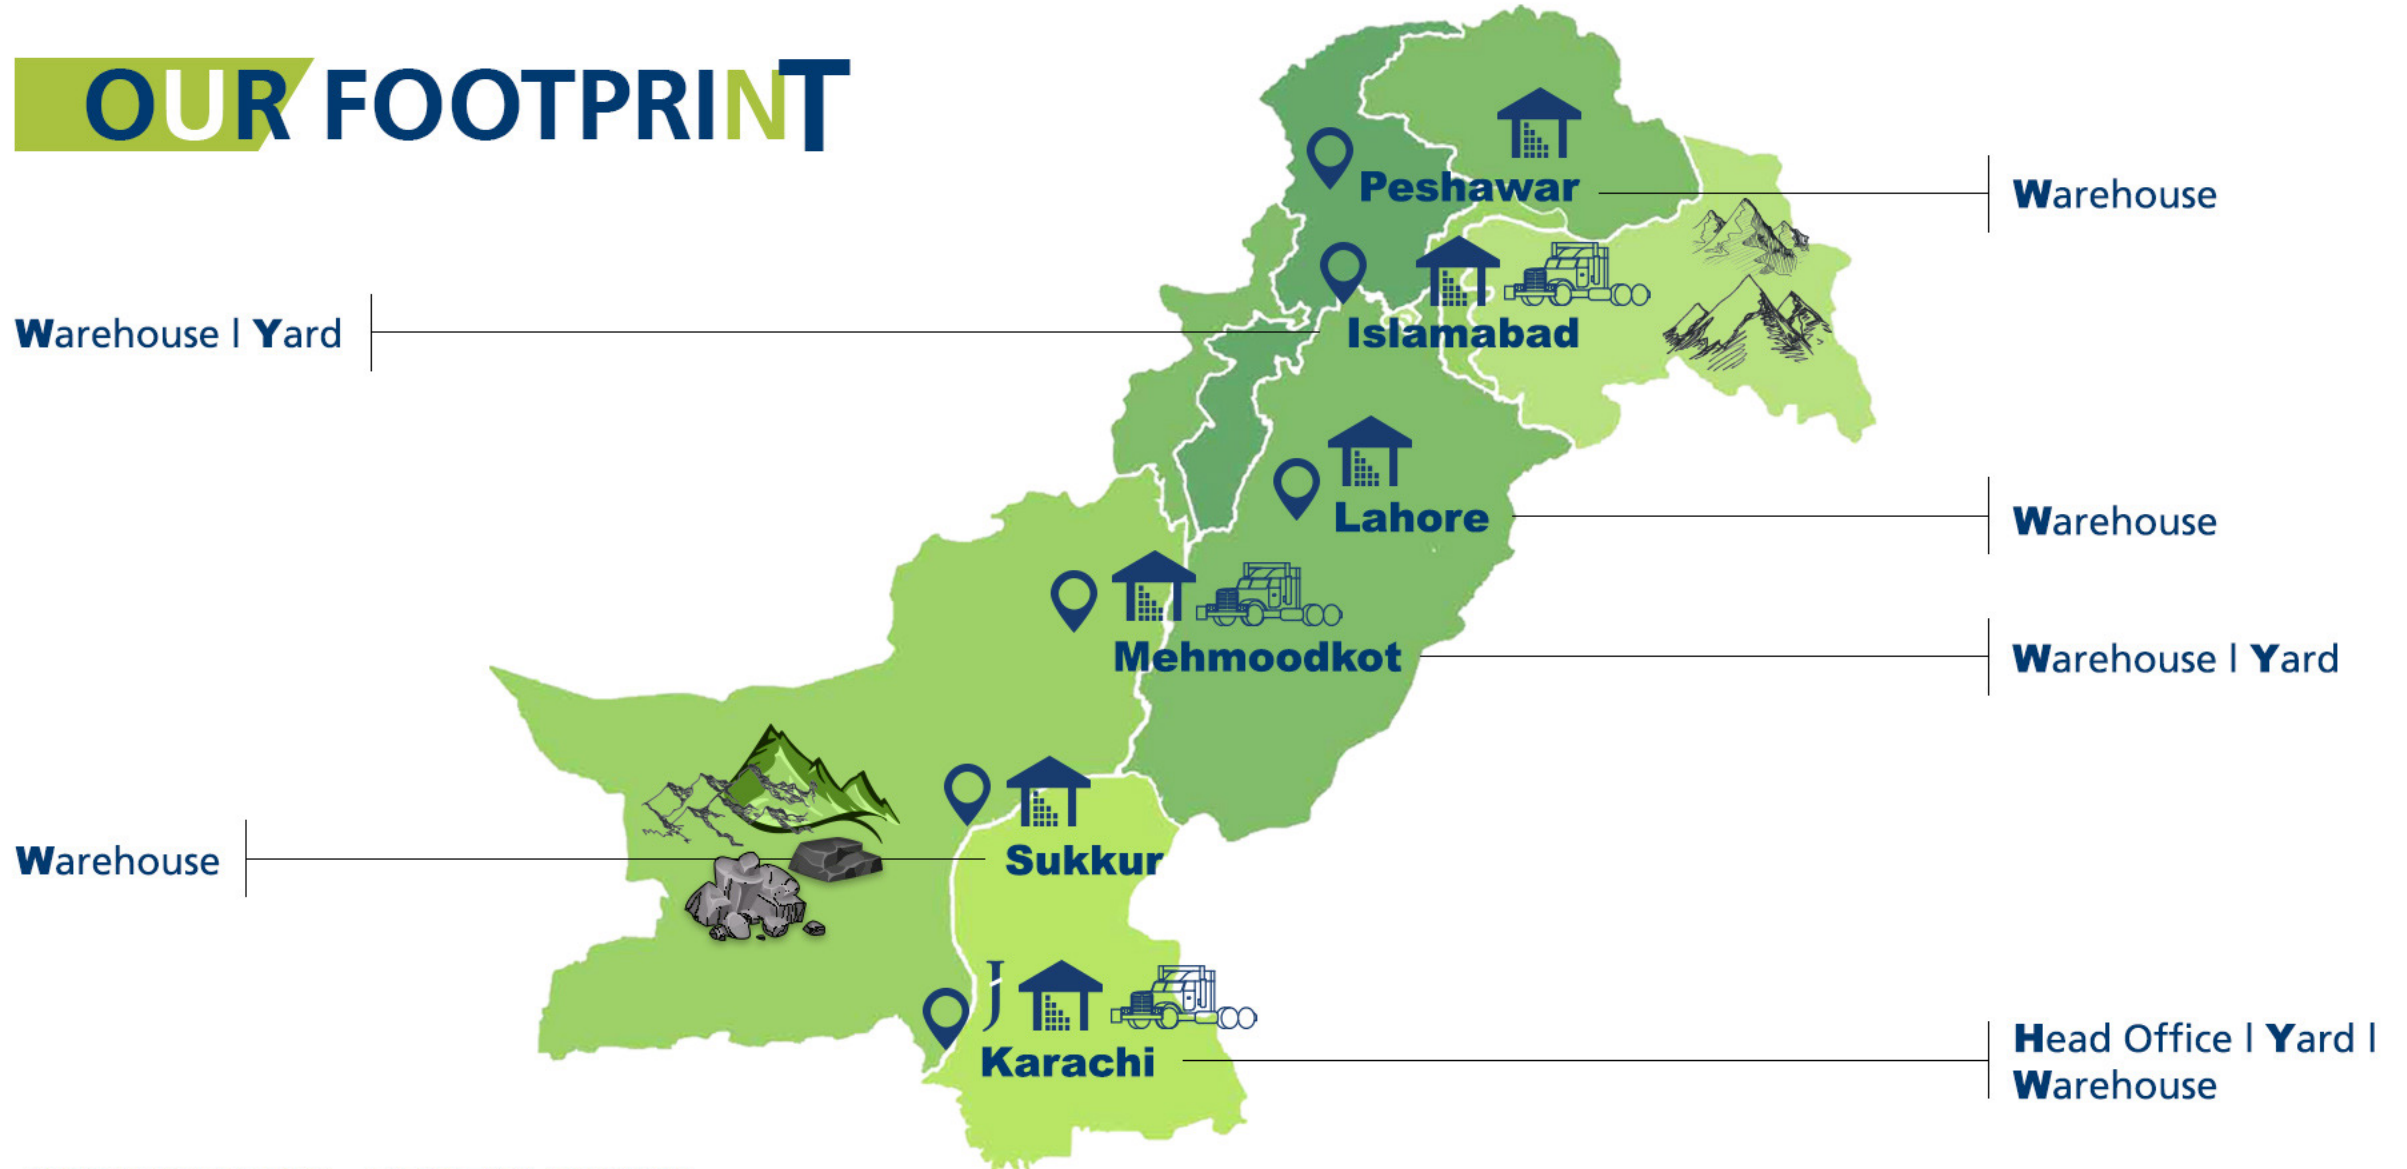 OUR FOOTPRINT
Peshawar
Warehouse
Warehouse | Yard
Islamabad
Lahore
Warehouse
Mehmoodkot
Warehouse | Yard
Warehouse
Sukkur
J
Karachi
Head Office | Yard |
Warehouse